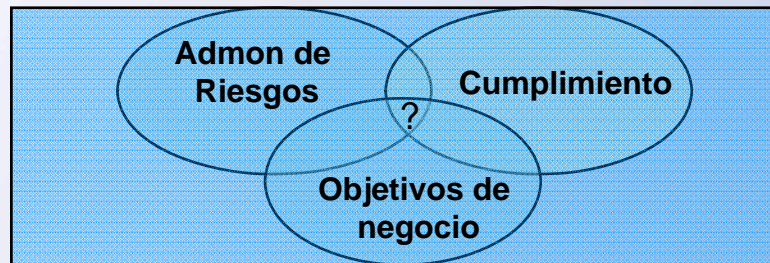 Admon de
Riesgos
Cumplimiento
?
Objetivos de
negocio